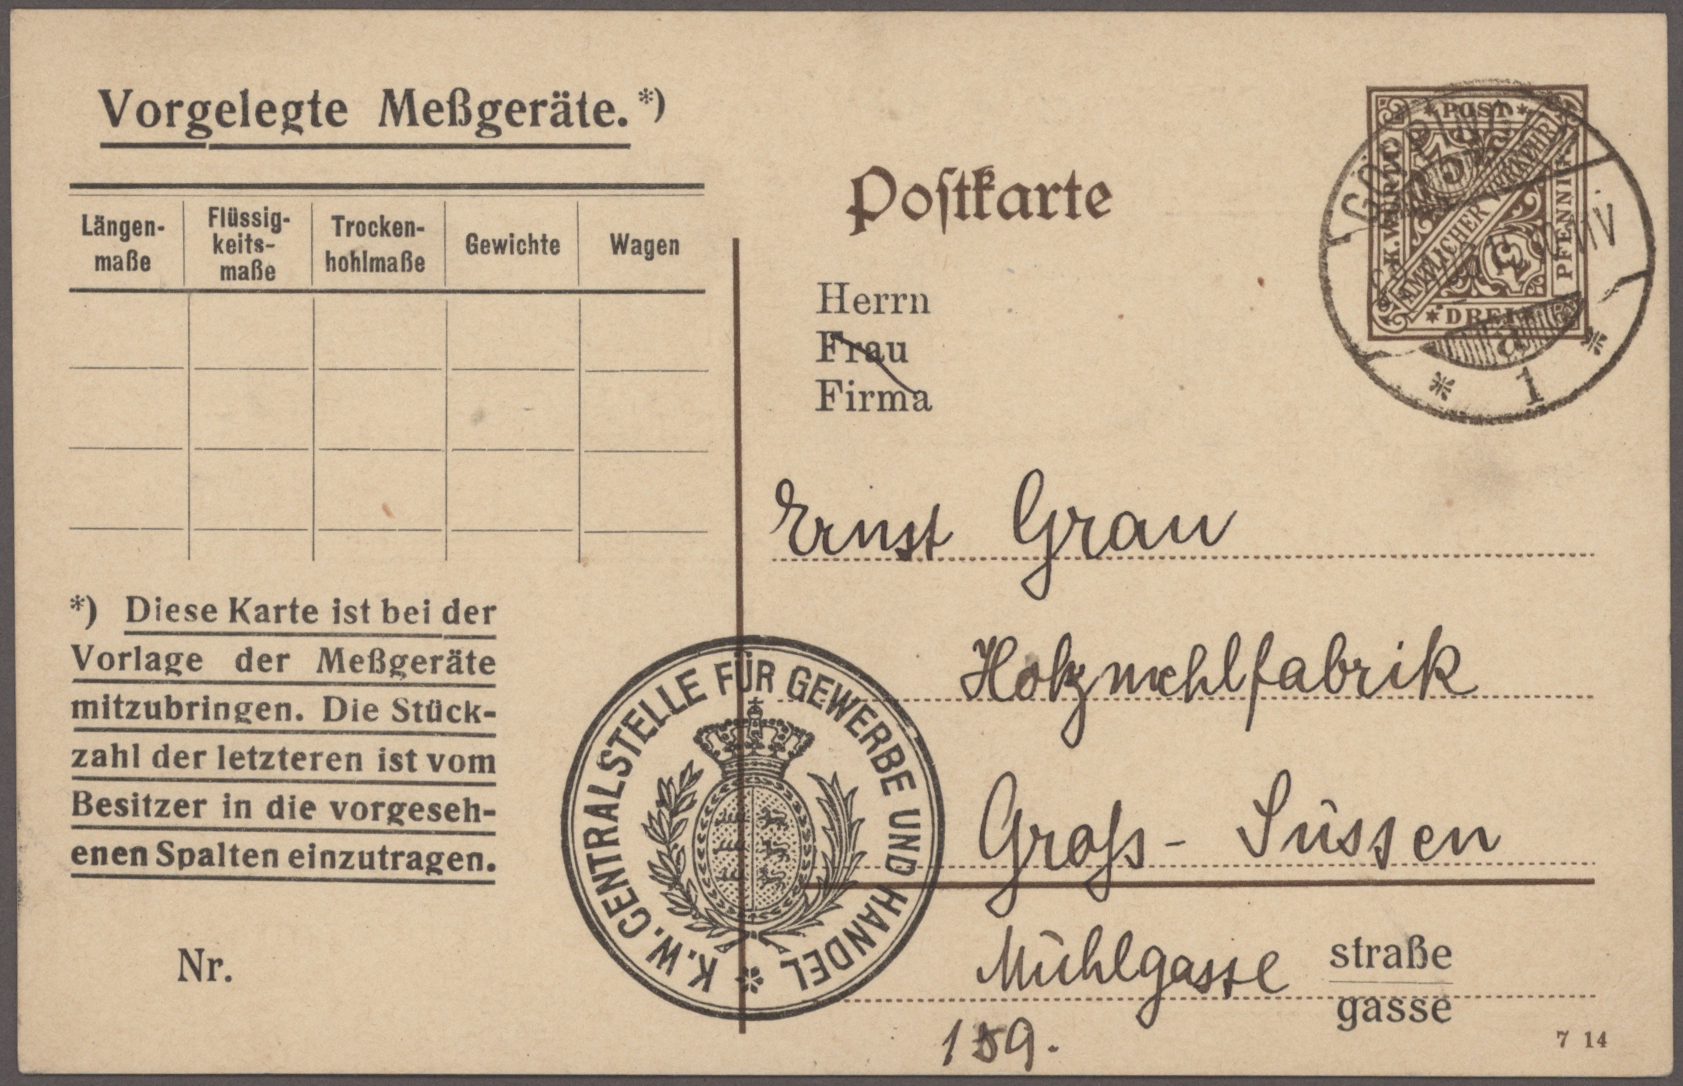 Vorgelegte Meßgeräte. *)
Längen-
maße
Flüssig-
keits-
maße
Trocken-
hohlmaße
Gewichte
Wagen
*) Diese Karte ist bei der
Vorlage der Meßgeräte
mitzubringen. Die Stück-
zahl der letzteren ist vom
Besitzer in die vorgeseh-
enen Spalten einzutragen.
Nr.
K.W. CENTRALSTELLE FÜR GEWERBE UND HANDEL
Postkarte
POST
K. WÜRTT.
AMTLICHER VERKEHR
PFENNIG
DREI
3
a
1
Herrn
Frau
Firma
Ernst Grau
Holzmehlfabrik
Groß-Süssen
Mühlgasse straße
gasse
159.
7 14